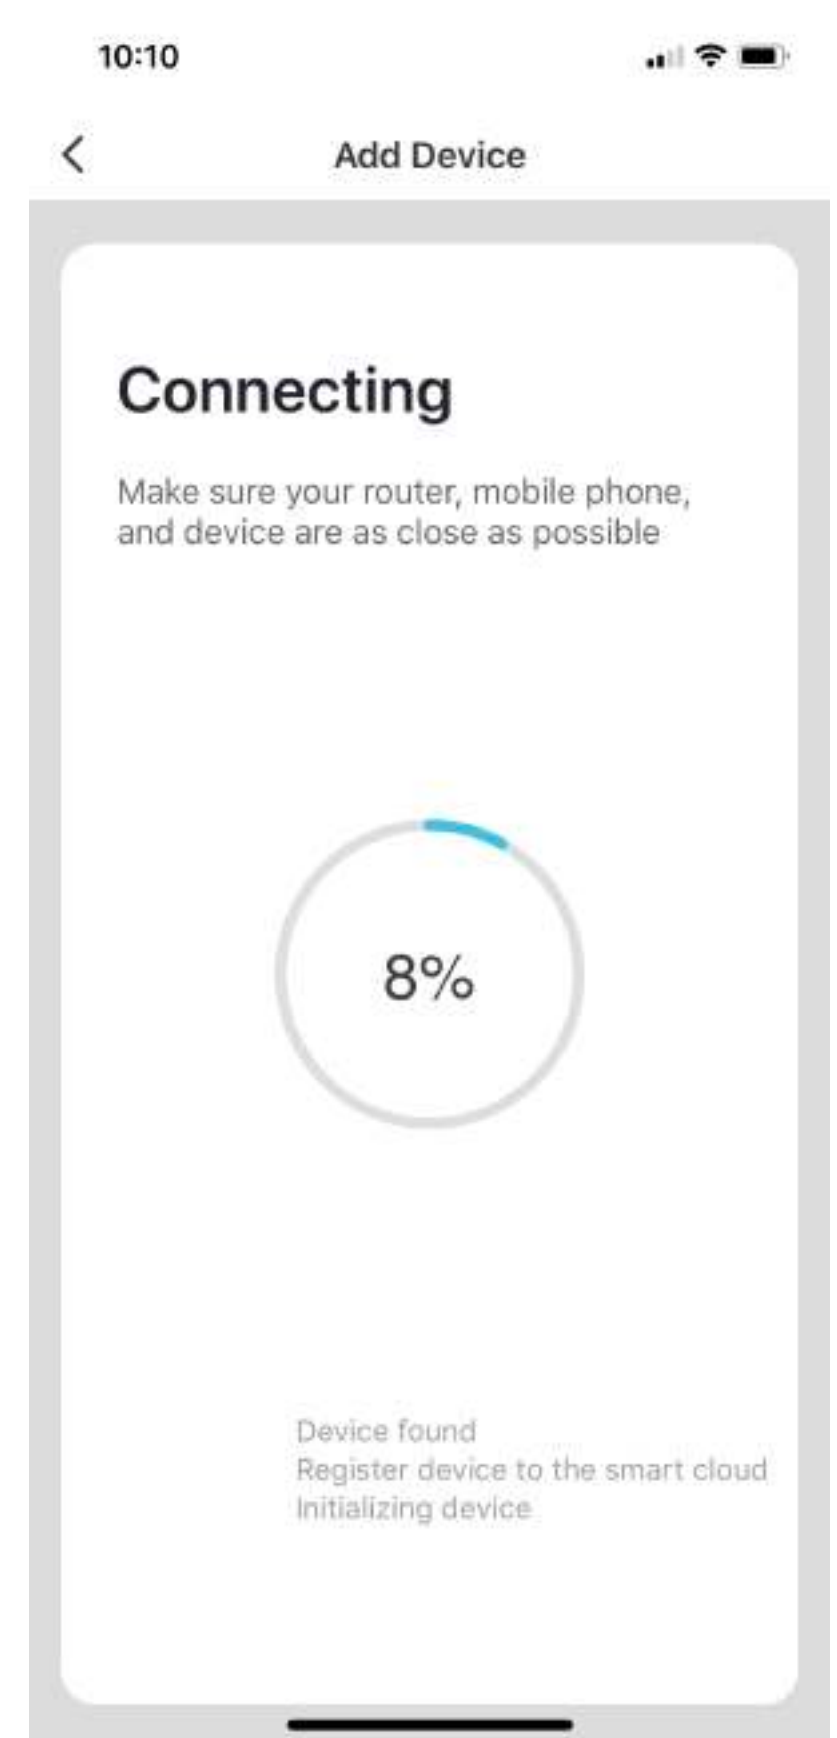 10:10
Add Device
Connecting
Make sure your router, mobile phone,
and device are as close as possible
8%
Device found
Register device to the smart cloud
Initializing device